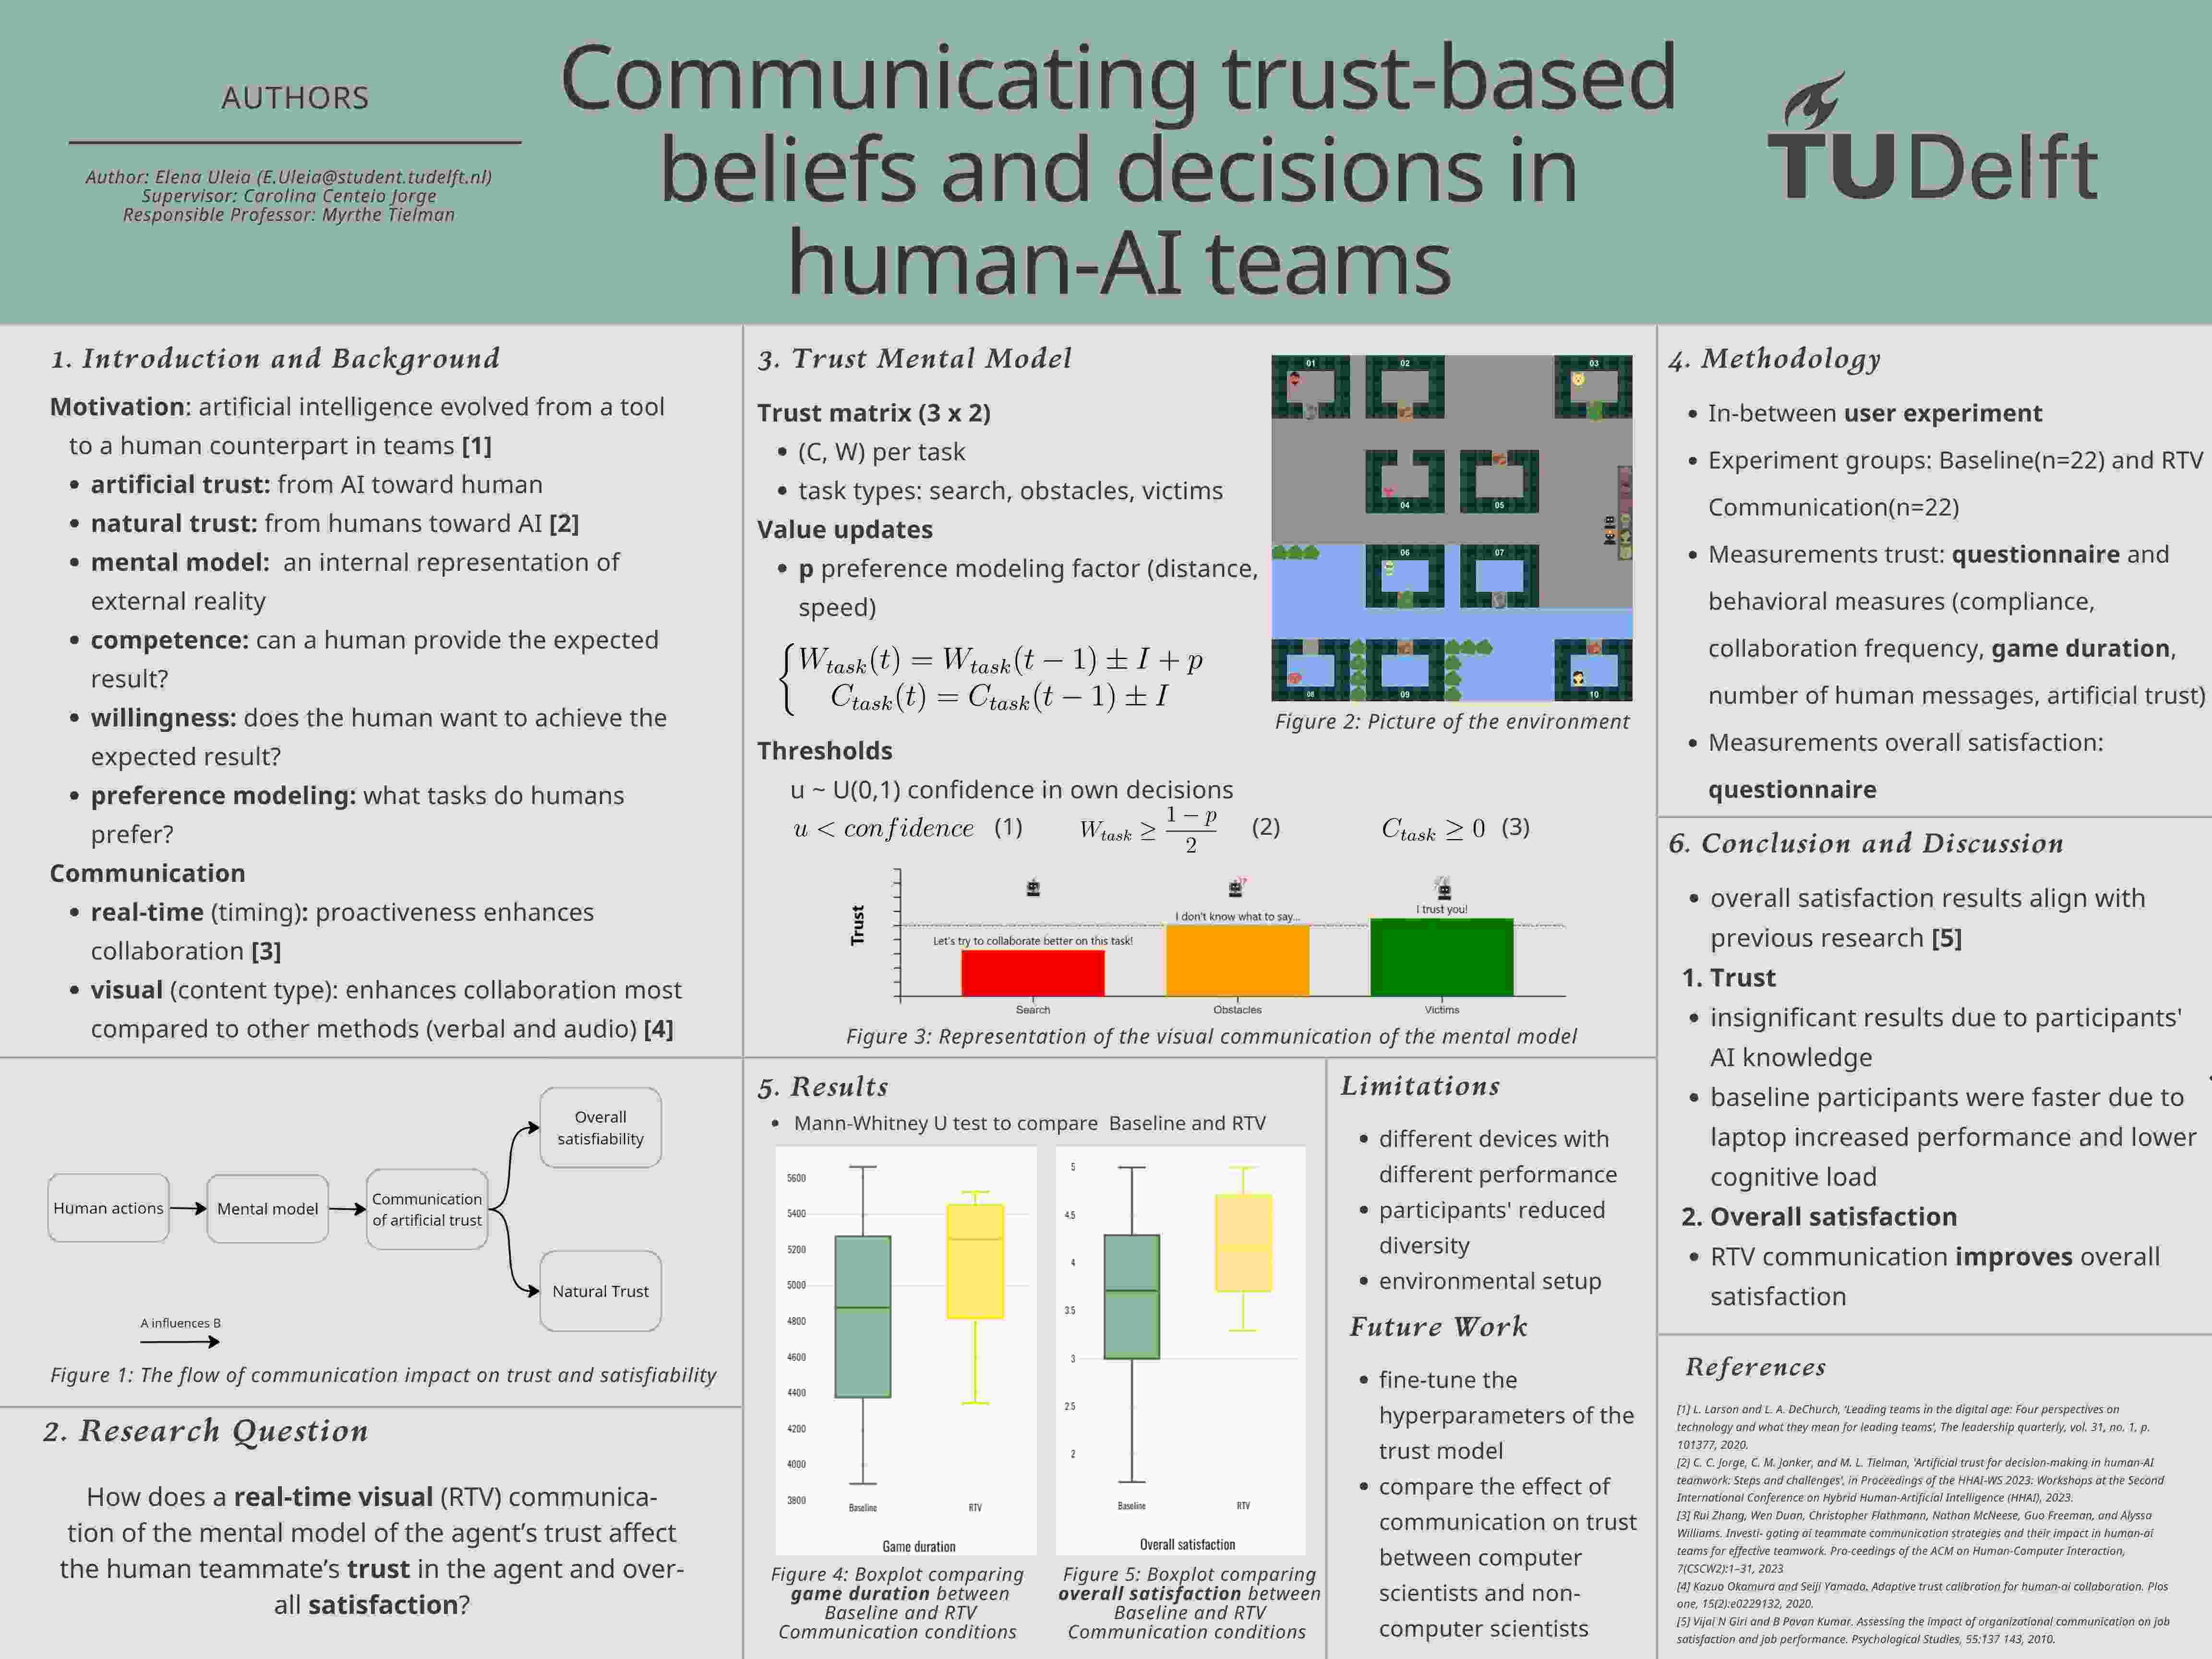 AUTHORS
Author: Elena Uleia (E.Uleia@student.tudelft.nl)
Supervisor: Carolina Centeio Jorge
Responsible Professor: Myrthe Tielman
Communicating trust-based
beliefs and decisions in
human-AI teams
TU Delft
1. Introduction and Background
Motivation: artificial intelligence evolved from a tool
to a human counterpart in teams [1]
• artificial trust: from AI toward human
• natural trust: from humans toward AI [2]
• mental model: an internal representation of
external reality
• competence: can a human provide the expected
result?
• willingness: does the human want to achieve the
expected result?
• preference modeling: what tasks do humans
prefer?
Communication
• real-time (timing): proactiveness enhances
collaboration [3]
• visual (content type): enhances collaboration most
compared to other methods (verbal and audio) [4]
Human actions
Mental model
Communication
of artificial trust
Overall
satisfiability
Natural Trust
A influences B
Figure 1: The flow of communication impact on trust and satisfiability
2. Research Question
How does a real-time visual (RTV) communica-
tion of the mental model of the agent's trust affect
the human teammate's trust in the agent and over-
all satisfaction?
3. Trust Mental Model
Trust matrix (3 x 2)
• (C, W) per task
• task types: search, obstacles, victims
Value updates
• p preference modeling factor (distance,
speed)
W_task(t) = W_task(t − 1) ± I + p
C_task(t) = C_task(t − 1) ± I
01
02
03
04
05
06
07
08
09
10
Figure 2: Picture of the environment
Thresholds
u ~ U(0,1) confidence in own decisions
u < confidence (1) W_task ≥ (1 − p)/2 (2) C_task ≥ 0 (3)
Trust
Let's try to collaborate better on this task!
I don't know what to say...
I trust you!
Search
Obstacles
Victims
Figure 3: Representation of the visual communication of the mental model
5. Results
• Mann-Whitney U test to compare Baseline and RTV
5600
5400
5200
5000
4800
4600
4400
4200
4000
3800
Baseline
RTV
Game duration
Figure 4: Boxplot comparing
game duration between
Baseline and RTV
Communication conditions
5
4.5
4
3.5
3
2.5
2
Baseline
RTV
Overall satisfaction
Figure 5: Boxplot comparing
overall satisfaction between
Baseline and RTV
Communication conditions
Limitations
• different devices with
different performance
• participants' reduced
diversity
• environmental setup
Future Work
• fine-tune the
hyperparameters of the
trust model
• compare the effect of
communication on trust
between computer
scientists and non-
computer scientists
4. Methodology
• In-between user experiment
• Experiment groups: Baseline(n=22) and RTV
Communication(n=22)
• Measurements trust: questionnaire and
behavioral measures (compliance,
collaboration frequency, game duration,
number of human messages, artificial trust)
• Measurements overall satisfaction:
questionnaire
6. Conclusion and Discussion
• overall satisfaction results align with
previous research [5]
1. Trust
• insignificant results due to participants'
AI knowledge
• baseline participants were faster due to
laptop increased performance and lower
cognitive load
2. Overall satisfaction
• RTV communication improves overall
satisfaction
References
[1] L. Larson and L. A. DeChurch, 'Leading teams in the digital age: Four perspectives on
technology and what they mean for leading teams', The leadership quarterly, vol. 31, no. 1, p.
101377, 2020.
[2] C. C. Jorge, C. M. Jonker, and M. L. Tielman, 'Artificial trust for decision-making in human-AI
teamwork: Steps and challenges', in Proceedings of the HHAI-WS 2023: Workshops at the Second
International Conference on Hybrid Human-Artificial Intelligence (HHAI), 2023.
[3] Rui Zhang, Wen Duan, Christopher Flathmann, Nathan McNeese, Guo Freeman, and Alyssa
Williams. Investi- gating ai teammate communication strategies and their impact in human-ai
teams for effective teamwork. Pro-ceedings of the ACM on Human-Computer Interaction,
7(CSCW2):1–31, 2023
[4] Kazuo Okamura and Seiji Yamada. Adaptive trust calibration for human-ai collaboration. Plos
one, 15(2):e0229132, 2020.
[5] Vijai N Giri and B Pavan Kumar. Assessing the impact of organizational communication on job
satisfaction and job performance. Psychological Studies, 55:137 143, 2010.